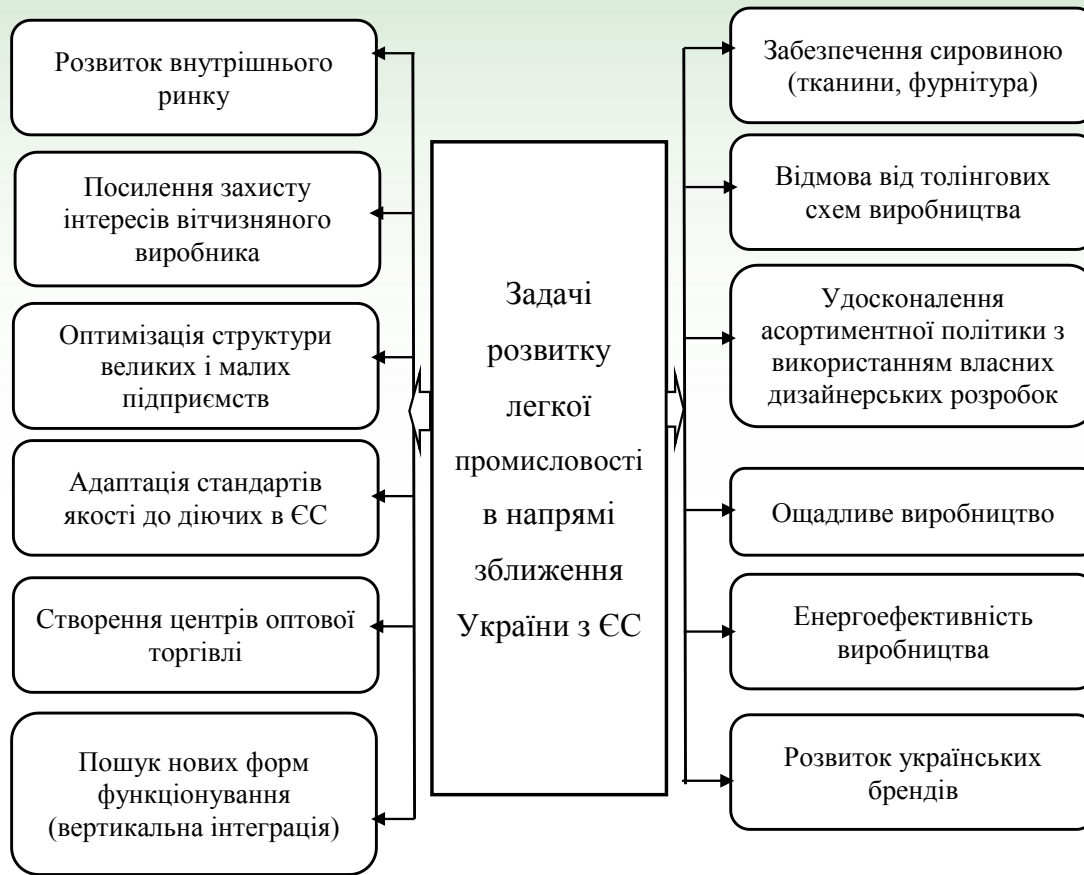 Розвиток внутрішнього
ринку
Посилення захисту
інтересів вітчизняного
виробника
Оптимізація структури
великих і малих
підприємств
Адаптація стандартів
якості до діючих в ЄС
Створення центрів оптової
торгівлі
Пошук нових форм
функціонування
(вертикальна інтеграція)
Задачі
розвитку
легкої
промисловості
в напрямі
зближення
України з ЄС
Забезпечення сировиною
(тканини, фурнітура)
Відмова від толінгових
схем виробництва
Удосконалення
асортиментної політики з
використанням власних
дизайнерських розробок
Ощадливе виробництво
Енергоефективність
виробництва
Розвиток українських
брендів